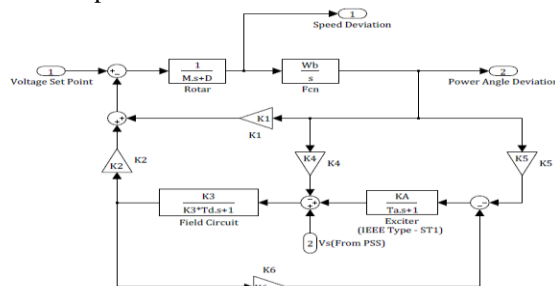 1
Speed Deviation
1
Voltage Set Point
1
M.s+D
Rotar
Wb
s
Fcn
2
Power Angle Deviation
K1
K1
K2
K2
K4
K4
K5
K5
K3
K3*Td.s+1
Field Circuit
KA
Ta.s+1
Exciter
(IEEE Type - ST1)
2
Vs(From PSS)
K6